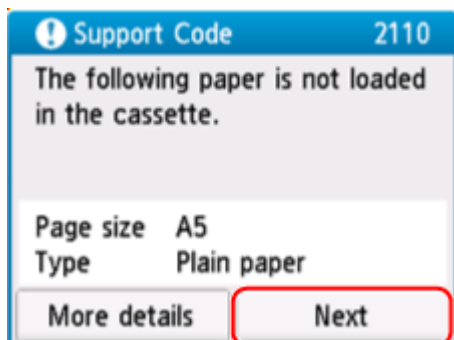 Support Code 2110
The following paper is not loaded
in the cassette.
Page size A5
Type Plain paper
More details Next